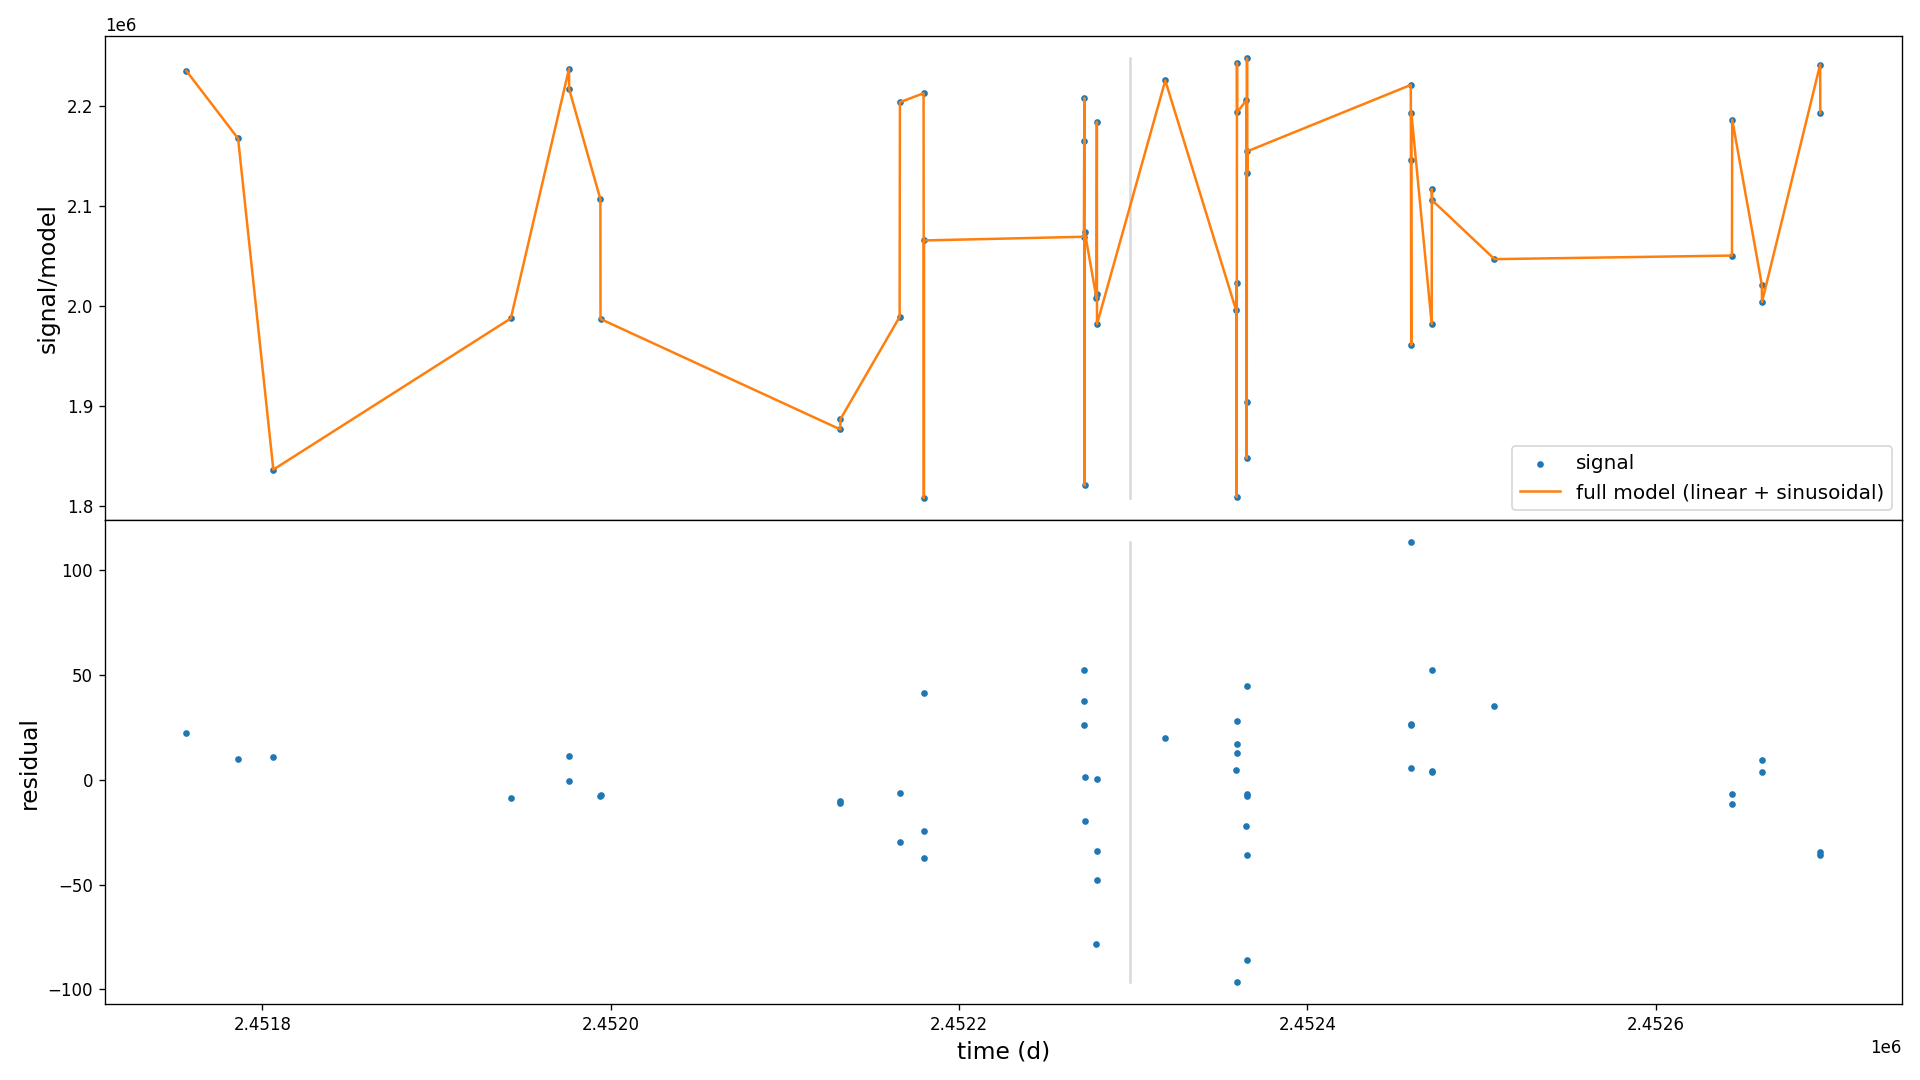 1e6
2.2
2.1
2.0
1.9
1.8
signal/model
signal
full model (linear + sinusoidal)
100
50
0
−50
−100
residual
2.4518
2.4520
2.4522
2.4524
2.4526
1e6
time (d)